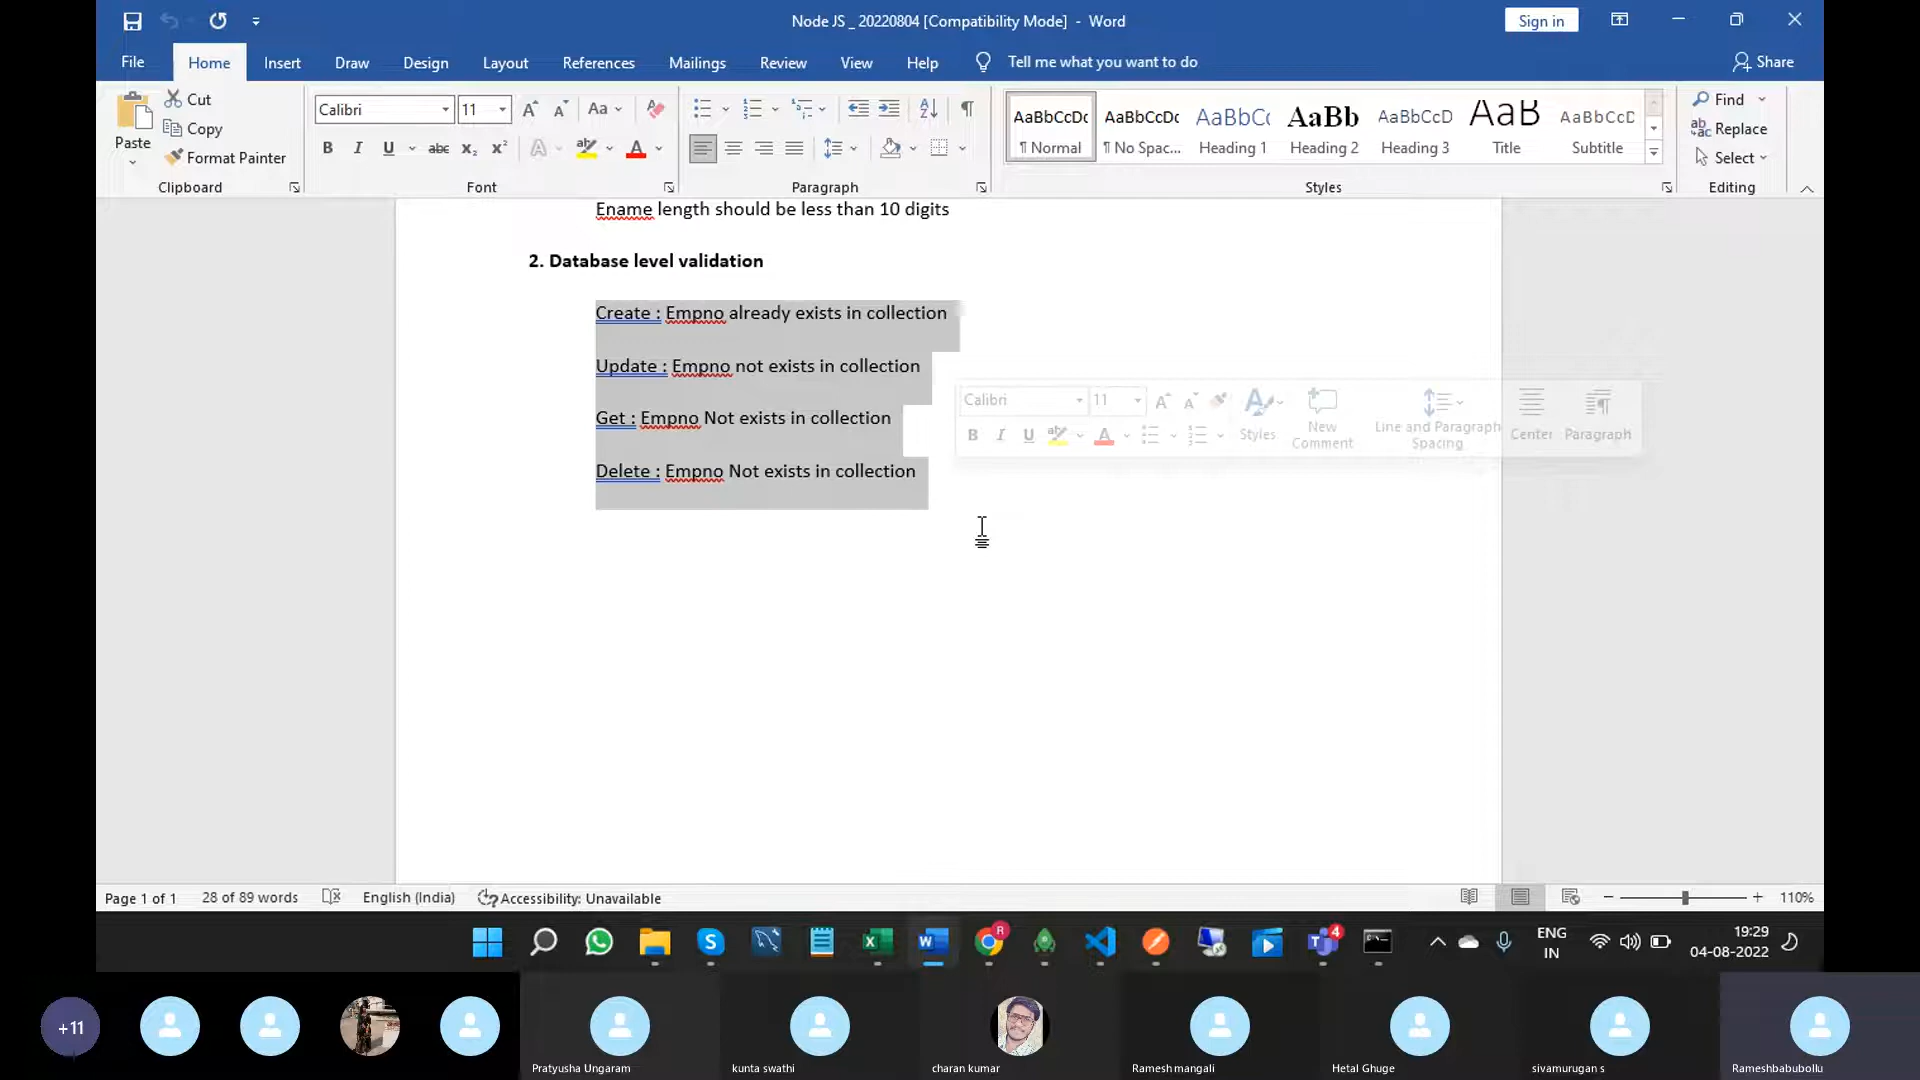 Node JS _ 20220804 [Compatibility Mode] - Word
Sign in
File Home Insert Draw Design Layout References Mailings Review View Help Tell me what you want to do Share
Paste
Cut
Copy
Format Painter
Clipboard
Calibri 11
Font
Paragraph
AaBbCcDc
¶ Normal
AaBbCcDc
¶ No Spac...
AaBbCc
Heading 1
AaBb
Heading 2
AaBbCcD
Heading 3
AaB
Title
AaBbCcD
Subtitle
Styles
Find
Replace
Select
Editing
Ename length should be less than 10 digits
2. Database level validation
Create : Empno already exists in collection
Update : Empno not exists in collection
Get : Empno Not exists in collection
Delete : Empno Not exists in collection
Calibri 11
Styles
New Comment
Line and Paragraph Spacing
Center
Paragraph
Page 1 of 1 28 of 89 words English (India) Accessibility: Unavailable 110%
ENG
IN
19:29
04-08-2022
4
R
+11
Pratyusha Ungaram
kunta swathi
charan kumar
Ramesh mangali
Hetal Ghuge
sivamurugan s
Rameshbabubollu